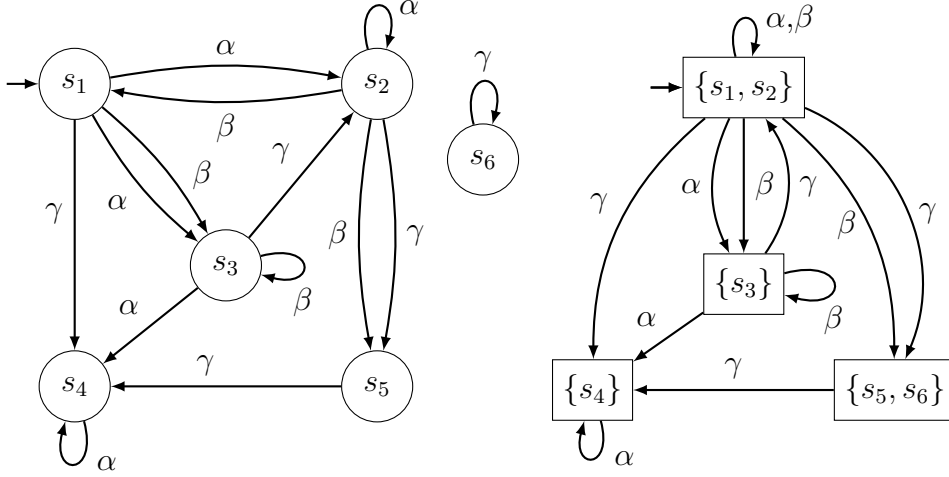 α
α,β
s₁
α
s₂
γ
{s₁, s₂}
β
s₆
γ
β
α
γ
α
β
γ
γ
β
γ
β
γ
s₃
β
{s₃}
β
α
α
s₄
γ
s₅
{s₄}
γ
{s₅, s₆}
α
α